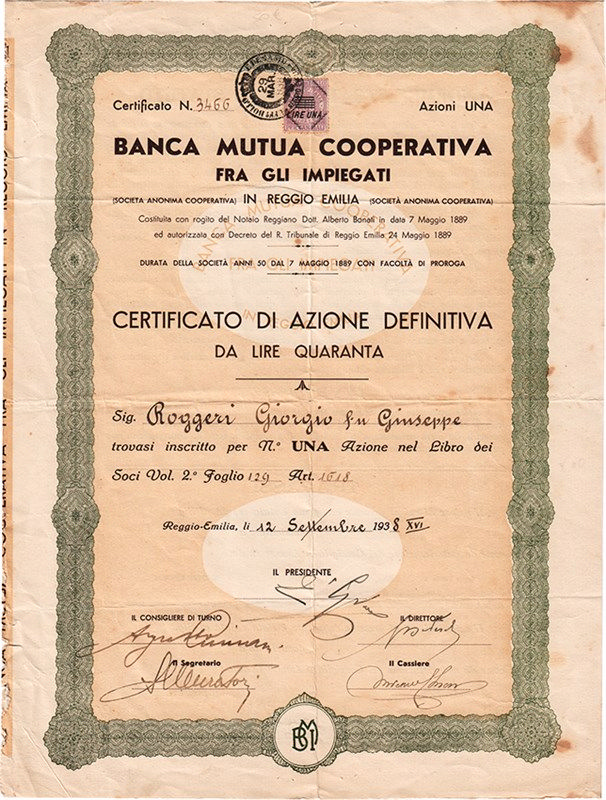 29
MAR.
LIRE UNA
Certificato N. 3466 Azioni UNA
BANCA MUTUA COOPERATIVA
FRA GLI IMPIEGATI
(SOCIETA ANONIMA COOPERATIVA) IN REGGIO EMILIA (SOCIETÀ ANONIMA COOPERATIVA)
Costituita con rogito del Notaio Reggiano Dott. Alberto Banali in data 7 Maggio 1889
ed autorizzata con Decreto del R. Tribunale di Reggio Emilia 24 Maggio 1889
DURATA DELLA SOCIETÀ ANNI 50 DAL 7 MAGGIO 1889 CON FACOLTÀ DI PROROGA
CERTIFICATO DI AZIONE DEFINITIVA
DA LIRE QUARANTA
Sig. Roggeri Giorgio fu Giuseppe
trovasi inscritto per N.° UNA Azione nel Libro dei
Soci Vol. 2.° Foglio 129 Art. 1618
Reggio-Emilia, li 12 Settembre 1938 XVI
IL PRESIDENTE
IL CONSIGLIERE DI TURNO IL DIRETTORE
Il Segretario Il Cassiere
BM